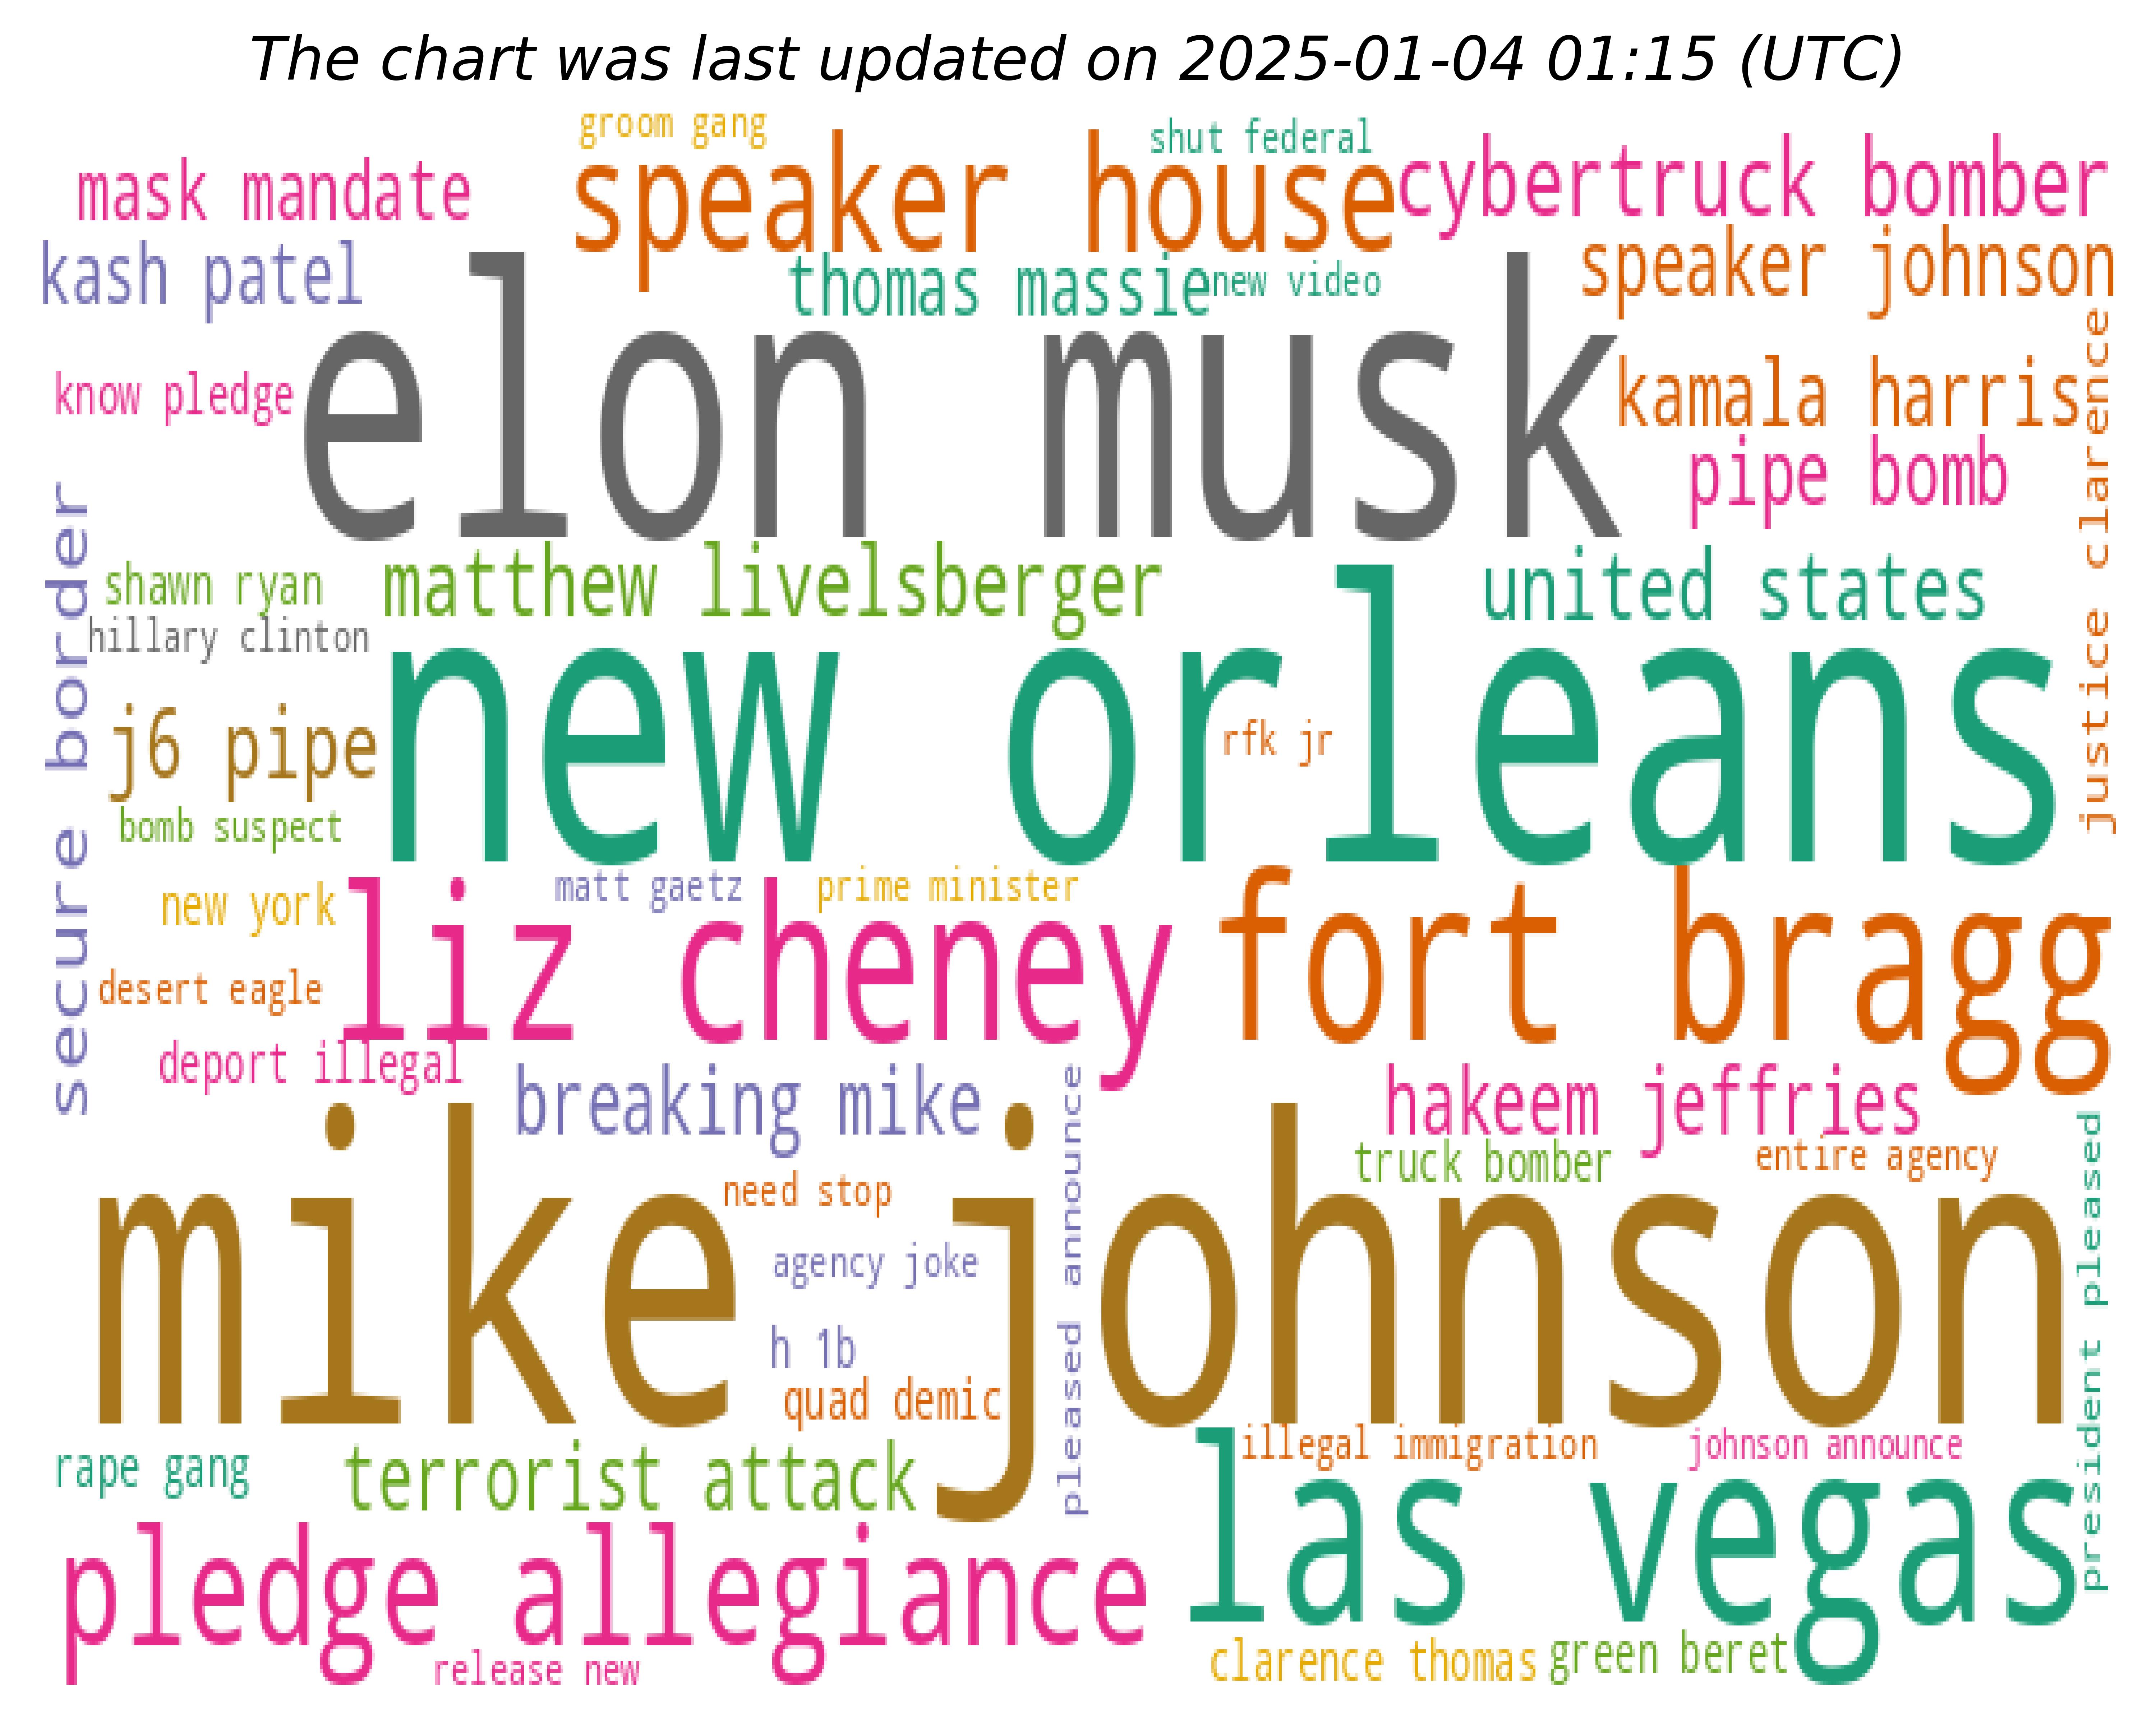 The chart was last updated on 2025-01-04 01:15 (UTC)
groom gang
shut federal
mask mandate
speaker house
cybertruck bomber
kash patel
thomas massie
new video
speaker johnson
elon musk
know pledge
kamala harris
justice clarence
pipe bomb
secure border
shawn ryan
matthew livelsberger
united states
hillary clinton
new orleans
j6 pipe
rfk jr
bomb suspect
new york
liz cheney
matt gaetz
prime minister
fort bragg
desert eagle
deport illegal
breaking mike
pleased announce
hakeem jeffries
truck bomber
entire agency
president pleased
mike johnson
need stop
agency joke
h 1b
quad demic
rape gang
terrorist attack
illegal immigration
johnson announce
las vegas
pledge allegiance
release new
clarence thomas
green beret